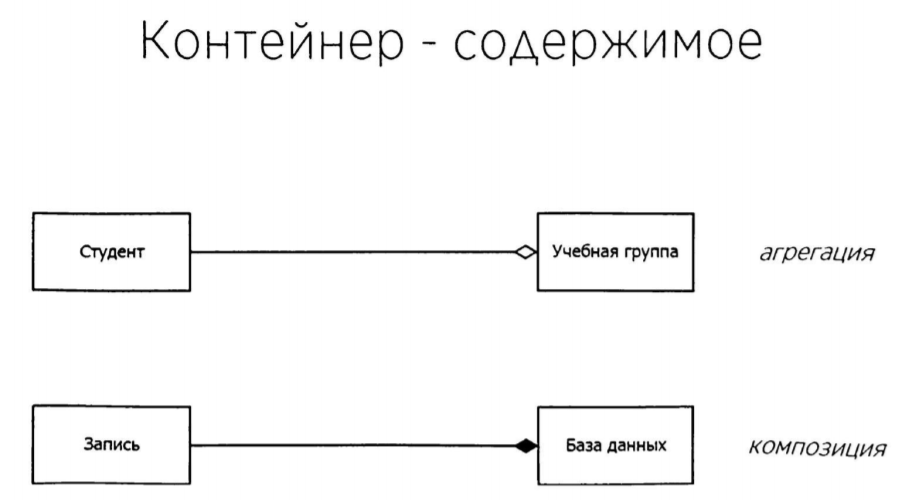 Контейнер - содержимое
Студент
Учебная группа
агрегация
Запись
База данных
композиция